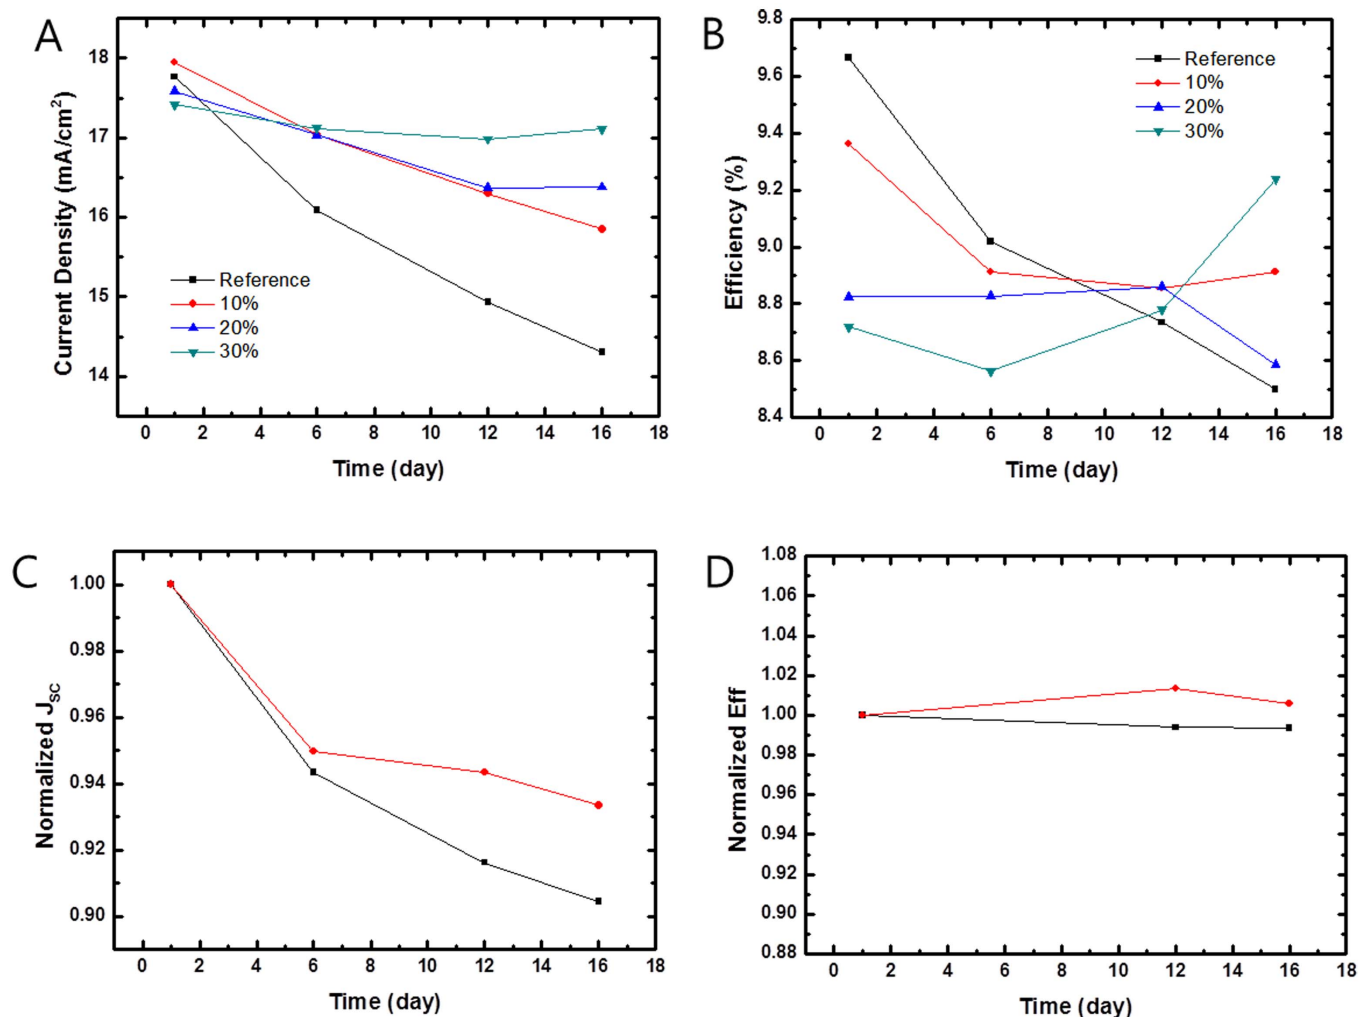 A
18
17
16
15
14
Current Density (mA/cm²)
Reference
10%
20%
30%
0 2 4 6 8 10 12 14 16 18
Time (day)
B
9.8
9.6
9.4
9.2
9.0
8.8
8.6
8.4
Efficiency (%)
Reference
10%
20%
30%
0 2 4 6 8 10 12 14 16 18
Time (day)
C
1.00
0.98
0.96
0.94
0.92
0.90
Normalized J_SC
0 2 4 6 8 10 12 14 16 18
Time (day)
D
1.08
1.06
1.04
1.02
1.00
0.98
0.96
0.94
0.92
0.90
0.88
Normalized Eff
0 2 4 6 8 10 12 14 16 18
Time (day)